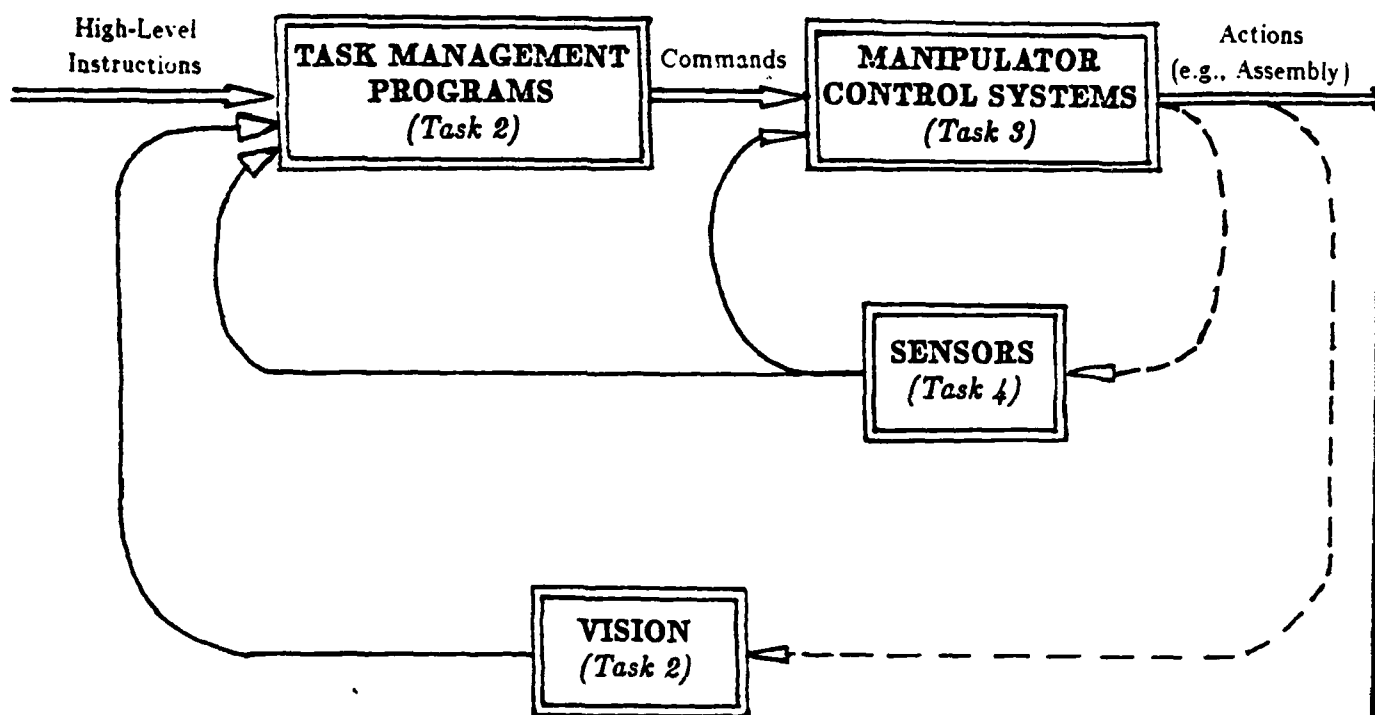 High-Level
Instructions
TASK MANAGEMENT
PROGRAMS
(Task 2)
Commands
MANIPULATOR
CONTROL SYSTEMS
(Task 3)
Actions
(e.g., Assembly)
SENSORS
(Task 4)
VISION
(Task 2)